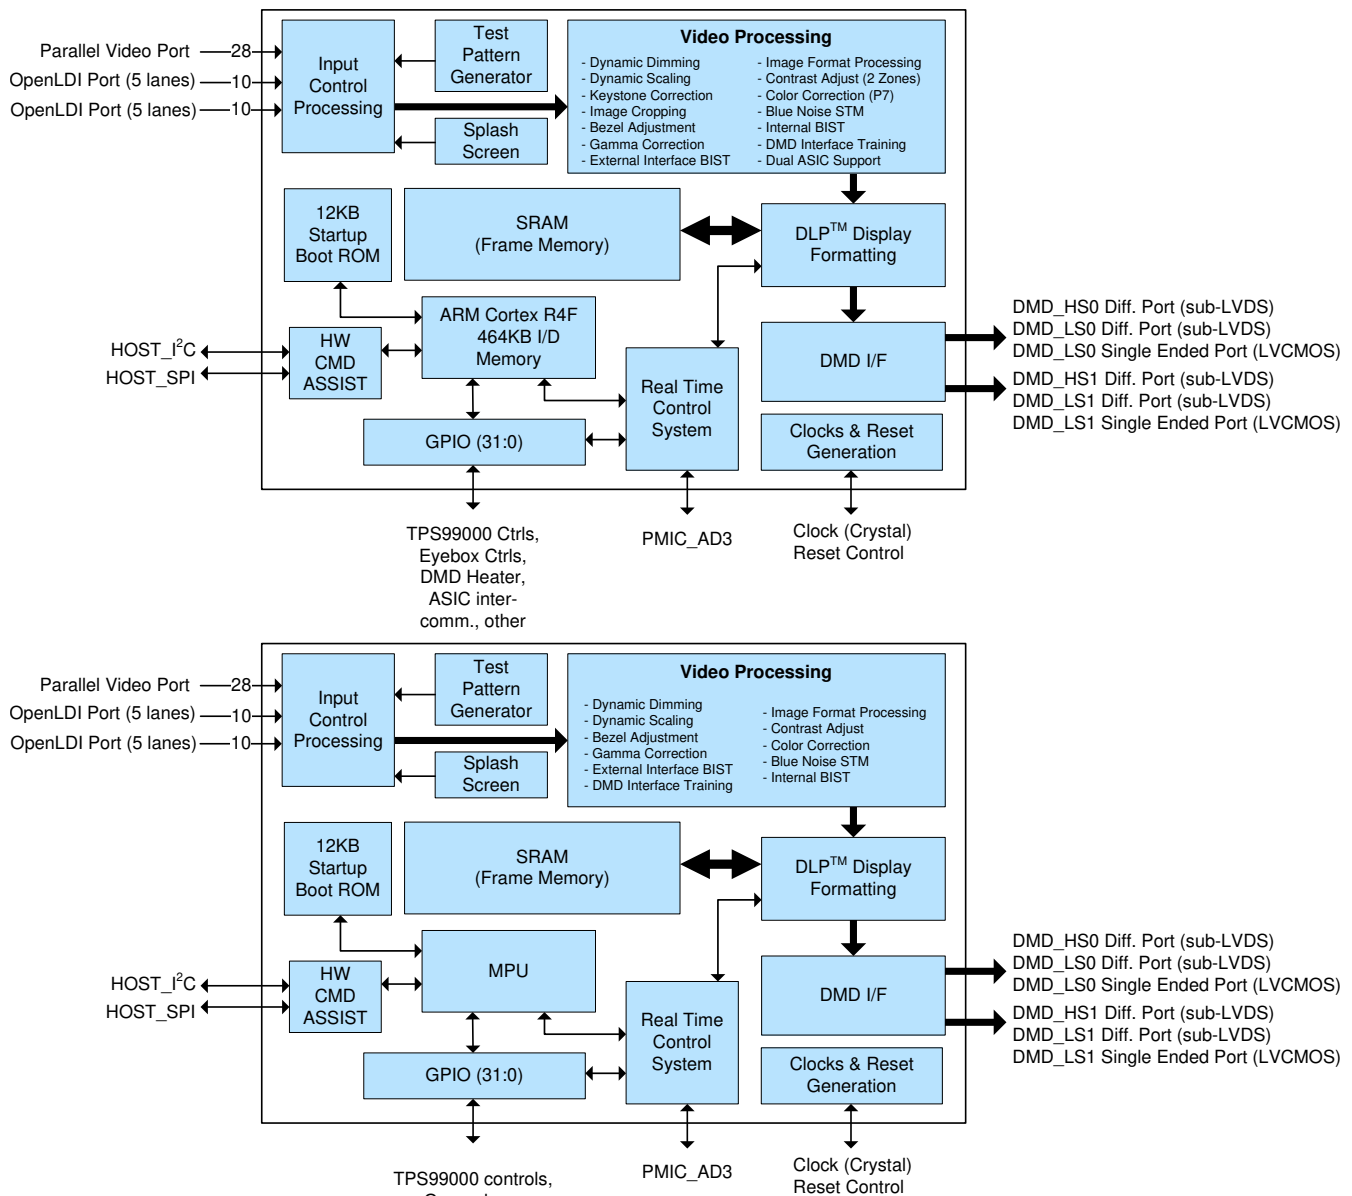 Parallel Video Port 28
OpenLDI Port (5 lanes) 10
OpenLDI Port (5 lanes) 10
Input
Control
Processing
Test
Pattern
Generator
Splash
Screen
Video Processing
- Dynamic Dimming
- Dynamic Scaling
- Keystone Correction
- Image Cropping
- Bezel Adjustment
- Gamma Correction
- External Interface BIST
- Image Format Processing
- Contrast Adjust (2 Zones)
- Color Correction (P7)
- Blue Noise STM
- Internal BIST
- DMD Interface Training
- Dual ASIC Support
12KB
Startup
Boot ROM
SRAM
(Frame Memory)
DLP™ Display
Formatting
ARM Cortex R4F
464KB I/D
Memory
HOST_I²C
HOST_SPI
HW
CMD
ASSIST
Real Time
Control
System
DMD I/F
DMD_HS0 Diff. Port (sub-LVDS)
DMD_LS0 Diff. Port (sub-LVDS)
DMD_LS0 Single Ended Port (LVCMOS)
DMD_HS1 Diff. Port (sub-LVDS)
DMD_LS1 Diff. Port (sub-LVDS)
DMD_LS1 Single Ended Port (LVCMOS)
GPIO (31:0)
Clocks & Reset
Generation
TPS99000 Ctrls,
Eyebox Ctrls,
DMD Heater,
ASIC inter-
comm., other
PMIC_AD3
Clock (Crystal)
Reset Control
Parallel Video Port 28
OpenLDI Port (5 lanes) 10
OpenLDI Port (5 lanes) 10
Input
Control
Processing
Test
Pattern
Generator
Splash
Screen
Video Processing
- Dynamic Dimming
- Dynamic Scaling
- Bezel Adjustment
- Gamma Correction
- External Interface BIST
- DMD Interface Training
- Image Format Processing
- Contrast Adjust
- Color Correction
- Blue Noise STM
- Internal BIST
12KB
Startup
Boot ROM
SRAM
(Frame Memory)
DLP™ Display
Formatting
MPU
HOST_I²C
HOST_SPI
HW
CMD
ASSIST
Real Time
Control
System
DMD I/F
DMD_HS0 Diff. Port (sub-LVDS)
DMD_LS0 Diff. Port (sub-LVDS)
DMD_LS0 Single Ended Port (LVCMOS)
DMD_HS1 Diff. Port (sub-LVDS)
DMD_LS1 Diff. Port (sub-LVDS)
DMD_LS1 Single Ended Port (LVCMOS)
GPIO (31:0)
Clocks & Reset
Generation
TPS99000 controls,
PMIC_AD3
Clock (Crystal)
Reset Control